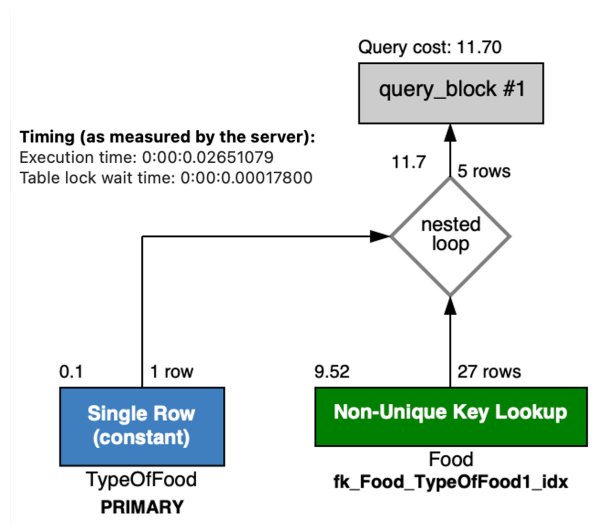 Query cost: 11.70
query_block #1
Timing (as measured by the server):
Execution time: 0:00:0.02651079
Table lock wait time: 0:00:0.00017800
11.7
5 rows
nested
loop
0.1
1 row
9.52
27 rows
Single Row
(constant)
Non-Unique Key Lookup
TypeOfFood
PRIMARY
Food
fk_Food_TypeOfFood1_idx